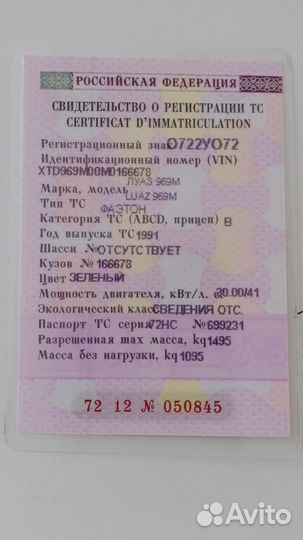 РОССИЙСКАЯ ФЕДЕРАЦИЯ
СВИДЕТЕЛЬСТВО О РЕГИСТРАЦИИ ТС
CERTIFICAT D'IMMATRICULATION
Регистрационный знак О722УО72
Идентификационный номер (VIN)
XTD969M00M0166678
Марка, модель ЛУАЗ 969М
LUAZ 969M
Тип ТС ФАЭТОН
Категория ТС (ABCD, прицеп) B
Год выпуска ТС 1991
Шасси № ОТСУТСТВУЕТ
Кузов № 166678
Цвет ЗЕЛЕНЫЙ
Мощность двигателя, кВт/л. с. 30.00/41
Экологический класс СВЕДЕНИЯ ОТС.
Паспорт ТС серия 72НС № 699231
Разрешенная max масса, kg 1495
Масса без нагрузки, kg 1095
72 12 № 050845
Avito